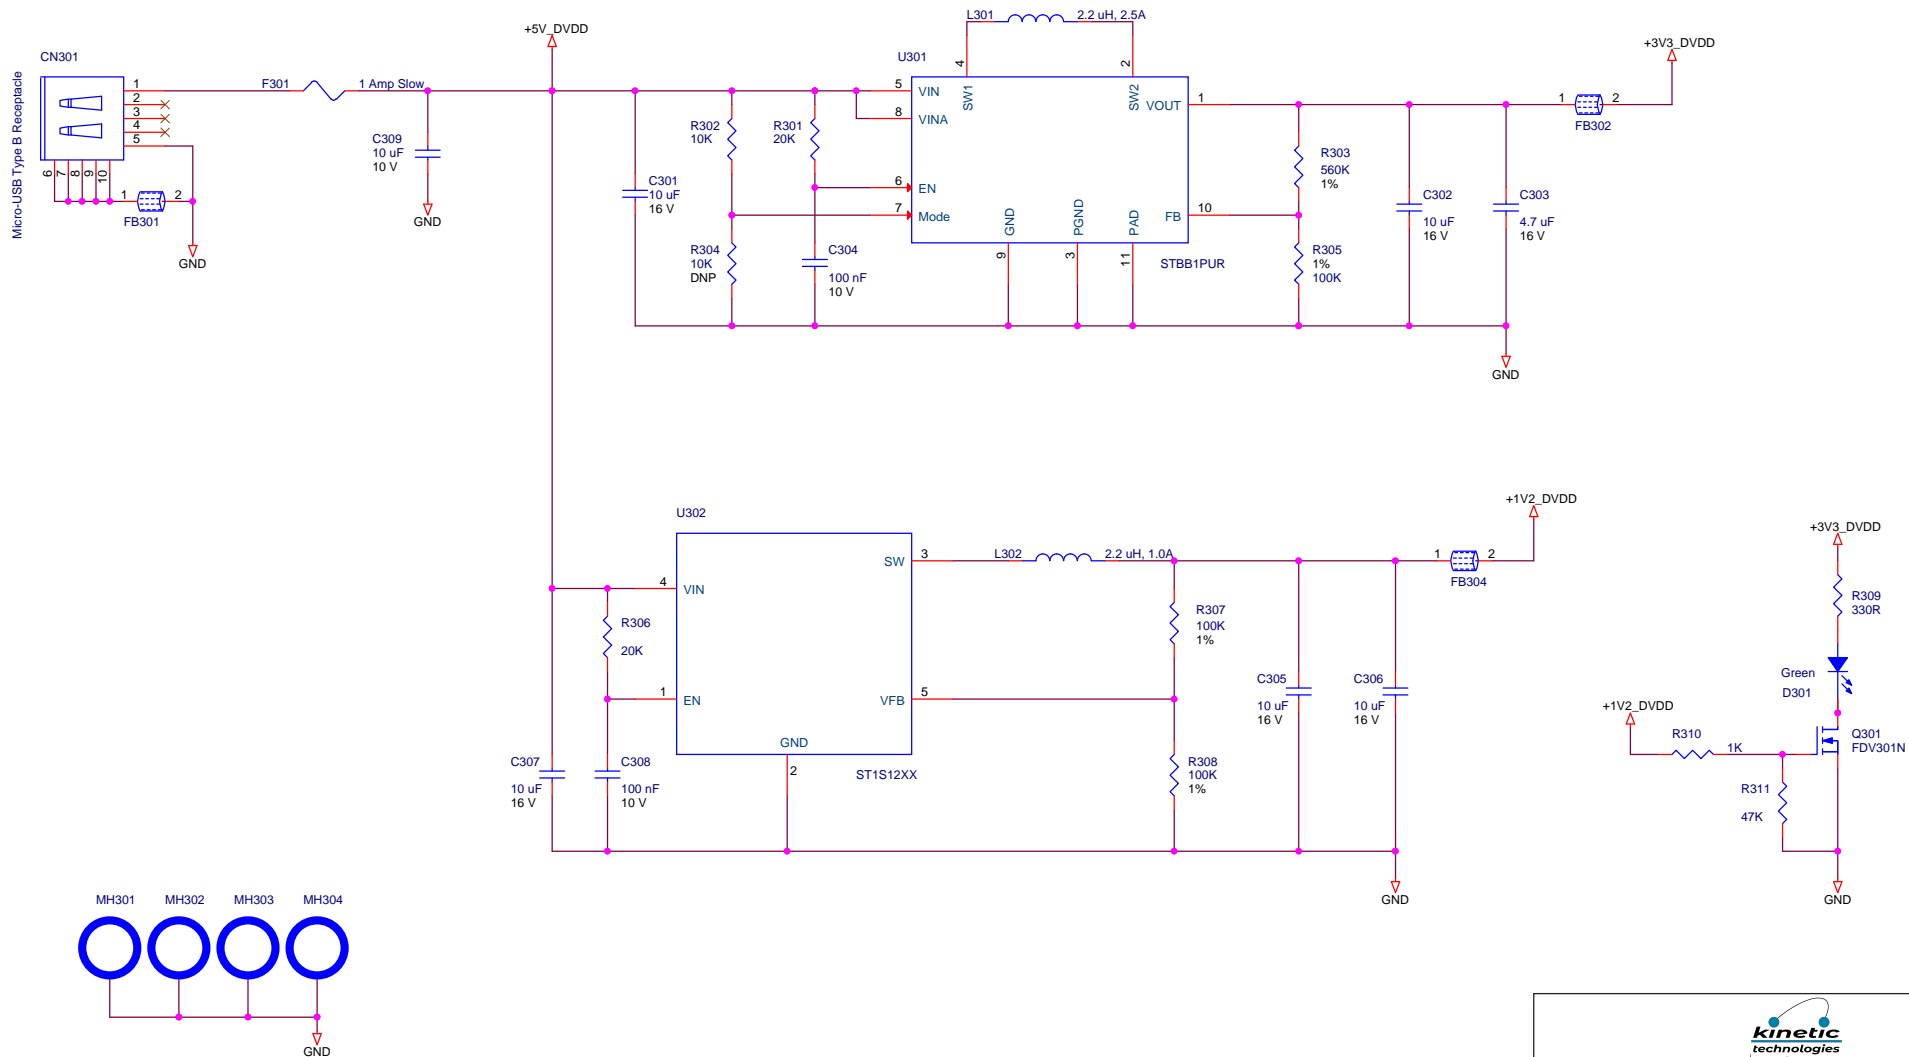 CN301
Micro-USB Type B Receptacle
1
2
3
4
5
6
7
8
9
10
1
2
FB301
GND
F301
1 Amp Slow
C309
10 uF
10 V
GND
+5V_DVDD
C301
10 uF
16 V
R302
10K
R301
20K
R304
10K
DNP
C304
100 nF
10 V
L301
2.2 uH, 2.5A
U301
4
2
SW1
SW2
5
VIN
8
VINA
6
EN
7
Mode
GND
PGND
PAD
9
3
11
VOUT
1
FB
10
STBB1PUR
R303
560K
1%
R305
1%
100K
C302
10 uF
16 V
C303
4.7 uF
16 V
1
2
FB302
+3V3_DVDD
GND
U302
4
VIN
1
EN
GND
2
SW
3
VFB
5
ST1S12XX
R306
20K
C307
10 uF
16 V
C308
100 nF
10 V
L302
2.2 uH, 1.0A
R307
100K
1%
R308
100K
1%
C305
10 uF
16 V
C306
10 uF
16 V
1
2
FB304
+1V2_DVDD
GND
+3V3_DVDD
R309
330R
Green
D301
+1V2_DVDD
R310
1K
Q301
FDV301N
R311
47K
GND
MH301
MH302
MH303
MH304
GND
kinetic
technologies